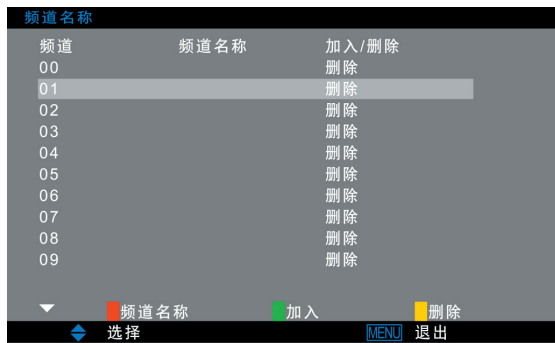 频道名称
频道 频道名称 加入/删除
00 删除
01 删除
02 删除
03 删除
04 删除
05 删除
06 删除
07 删除
08 删除
09 删除
频道名称 加入 删除
选择 MENU 退出